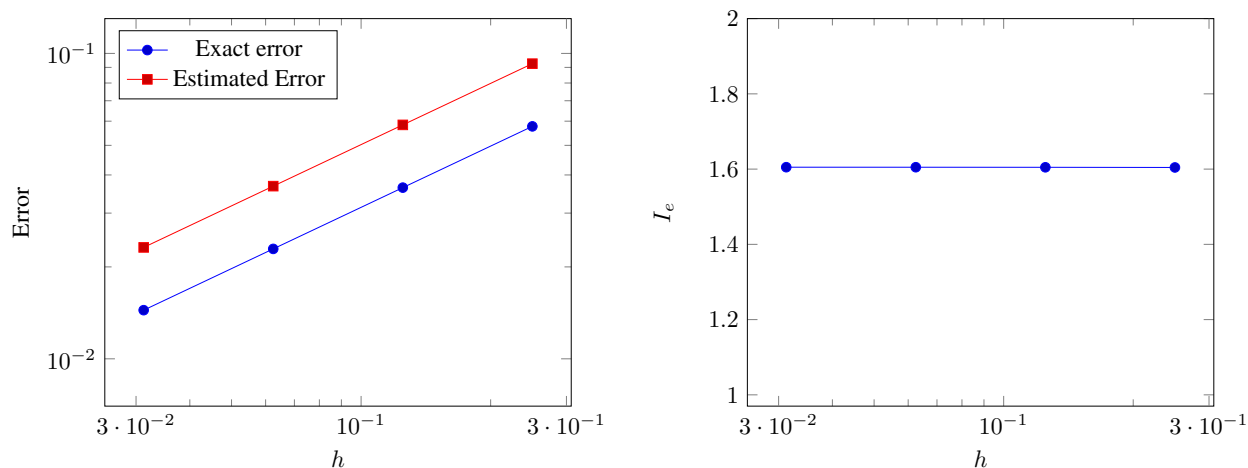 Exact error
Estimated Error
10^{-1}
10^{-2}
Error
3 · 10^{-2}
10^{-1}
3 · 10^{-1}
h
2
1.8
1.6
1.4
1.2
1
I_e
3 · 10^{-2}
10^{-1}
3 · 10^{-1}
h